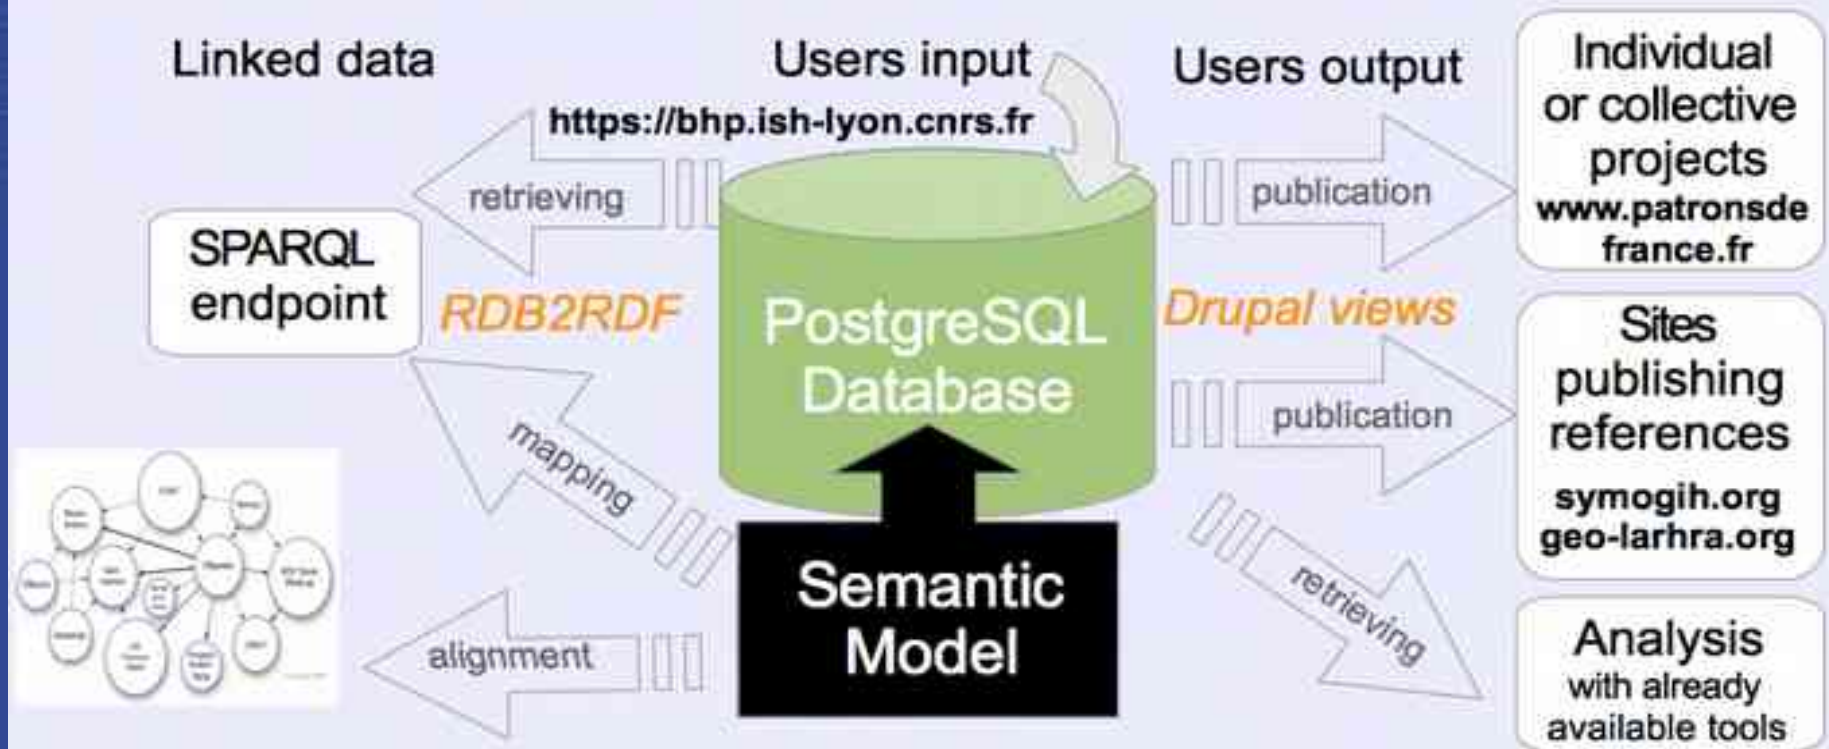 Linked data
Users input
https://bhp.ish-lyon.cnrs.fr
Users output
Individual
or collective
projects
www.patronsde
france.fr
retrieving
publication
SPARQL
endpoint
RDB2RDF
PostgreSQL
Database
Drupal views
Sites
publishing
references
symogih.org
geo-larhra.org
publication
mapping
Semantic
Model
retrieving
alignment
Analysis
with already
available tools